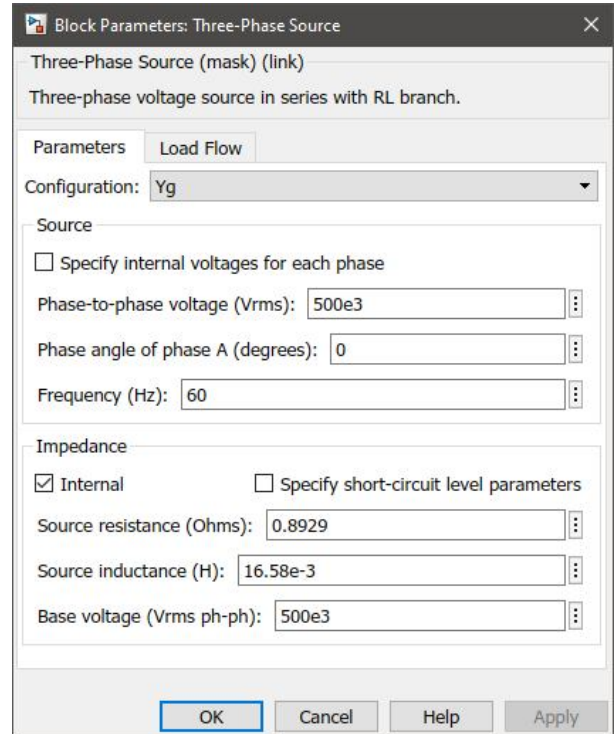 Block Parameters: Three-Phase Source
Three-Phase Source (mask) (link)
Three-phase voltage source in series with RL branch.
Parameters Load Flow
Configuration: Yg
Source
Specify internal voltages for each phase
Phase-to-phase voltage (Vrms): 500e3
Phase angle of phase A (degrees): 0
Frequency (Hz): 60
Impedance
Internal Specify short-circuit level parameters
Source resistance (Ohms): 0.8929
Source inductance (H): 16.58e-3
Base voltage (Vrms ph-ph): 500e3
OK Cancel Help Apply